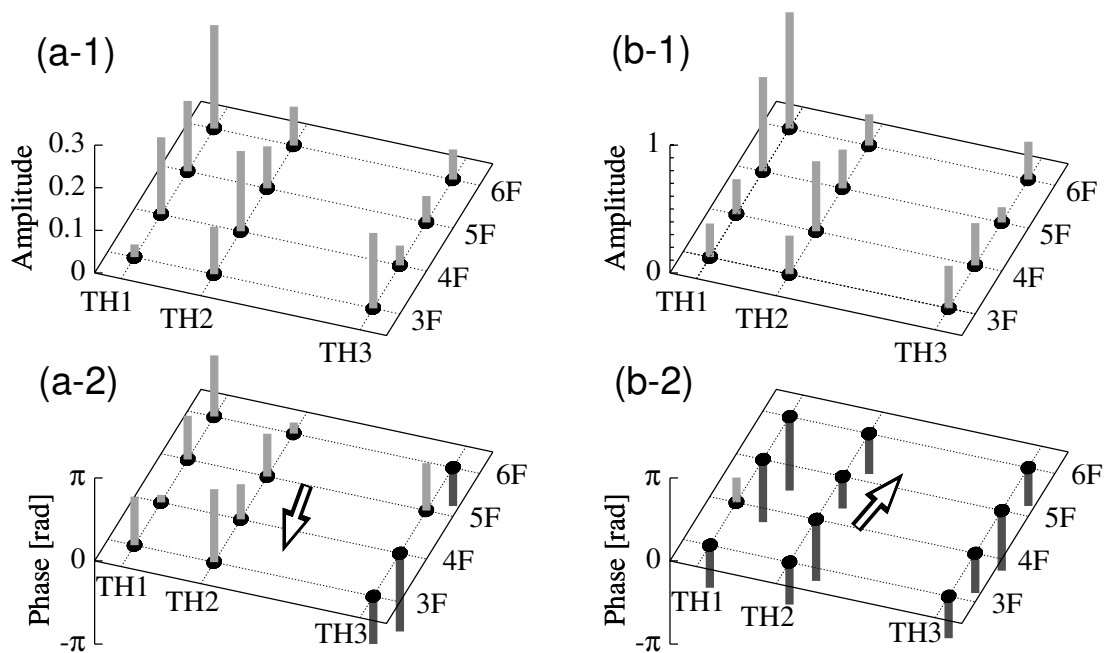 (a-1)
Amplitude
0.3
0.2
0.1
0
TH1
TH2
TH3
3F
4F
5F
6F
(b-1)
Amplitude
1
0
TH1
TH2
TH3
3F
4F
5F
6F
(a-2)
Phase [rad]
π
0
-π
TH1
TH2
TH3
3F
4F
5F
6F
(b-2)
Phase [rad]
π
0
-π
TH1
TH2
TH3
3F
4F
5F
6F